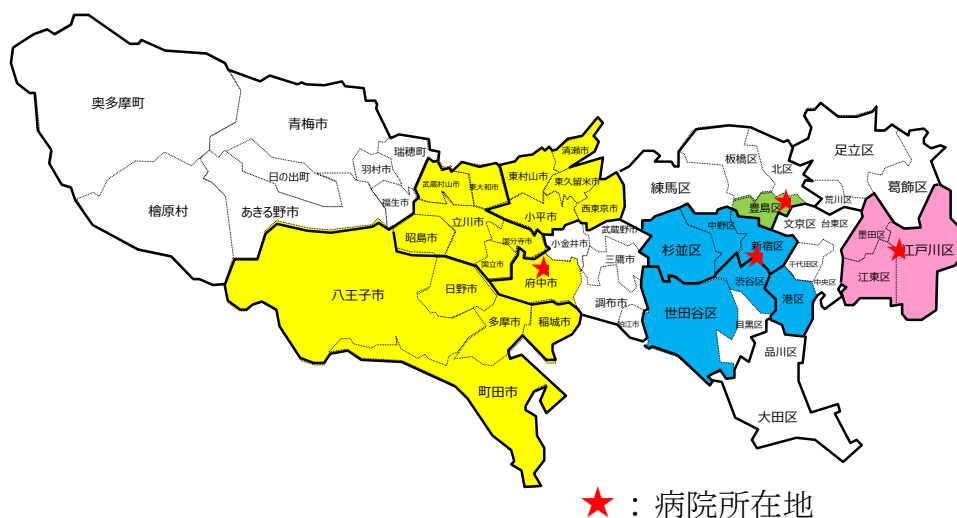 奥多摩町
青梅市
瑞穂町
羽村市
日の出町
福生市
檜原村
あきる野市
武蔵村山市
東大和市
東村山市
清瀬市
東久留米市
西東京市
小平市
立川市
昭島市
国分寺市
国立市
小金井市
武蔵野市
三鷹市
府中市
調布市
狛江市
八王子市
日野市
多摩市
稲城市
町田市
練馬区
板橋区
北区
足立区
葛飾区
荒川区
豊島区
文京区
台東区
中野区
杉並区
新宿区
千代田区
中央区
墨田区
江戸川区
江東区
渋谷区
港区
世田谷区
目黒区
品川区
大田区
★：病院所在地